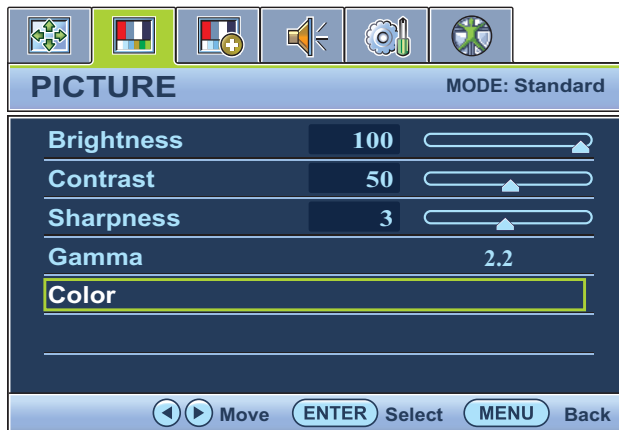 PICTURE MODE: Standard
Brightness 100
Contrast 50
Sharpness 3
Gamma 2.2
Color
Move ENTER Select MENU Back